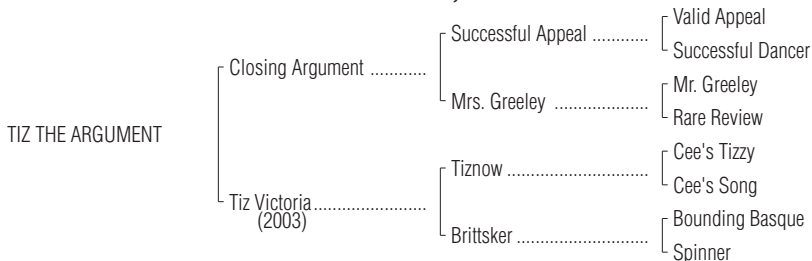 Valid Appeal
Successful Appeal ............
Successful Dancer
Closing Argument ............
Mr. Greeley
Mrs. Greeley ....................
Rare Review
TIZ THE ARGUMENT
Cee's Tizzy
Tiznow ..............................
Cee's Song
Tiz Victoria........................
(2003)
Bounding Basque
Brittsker ............................
Spinner